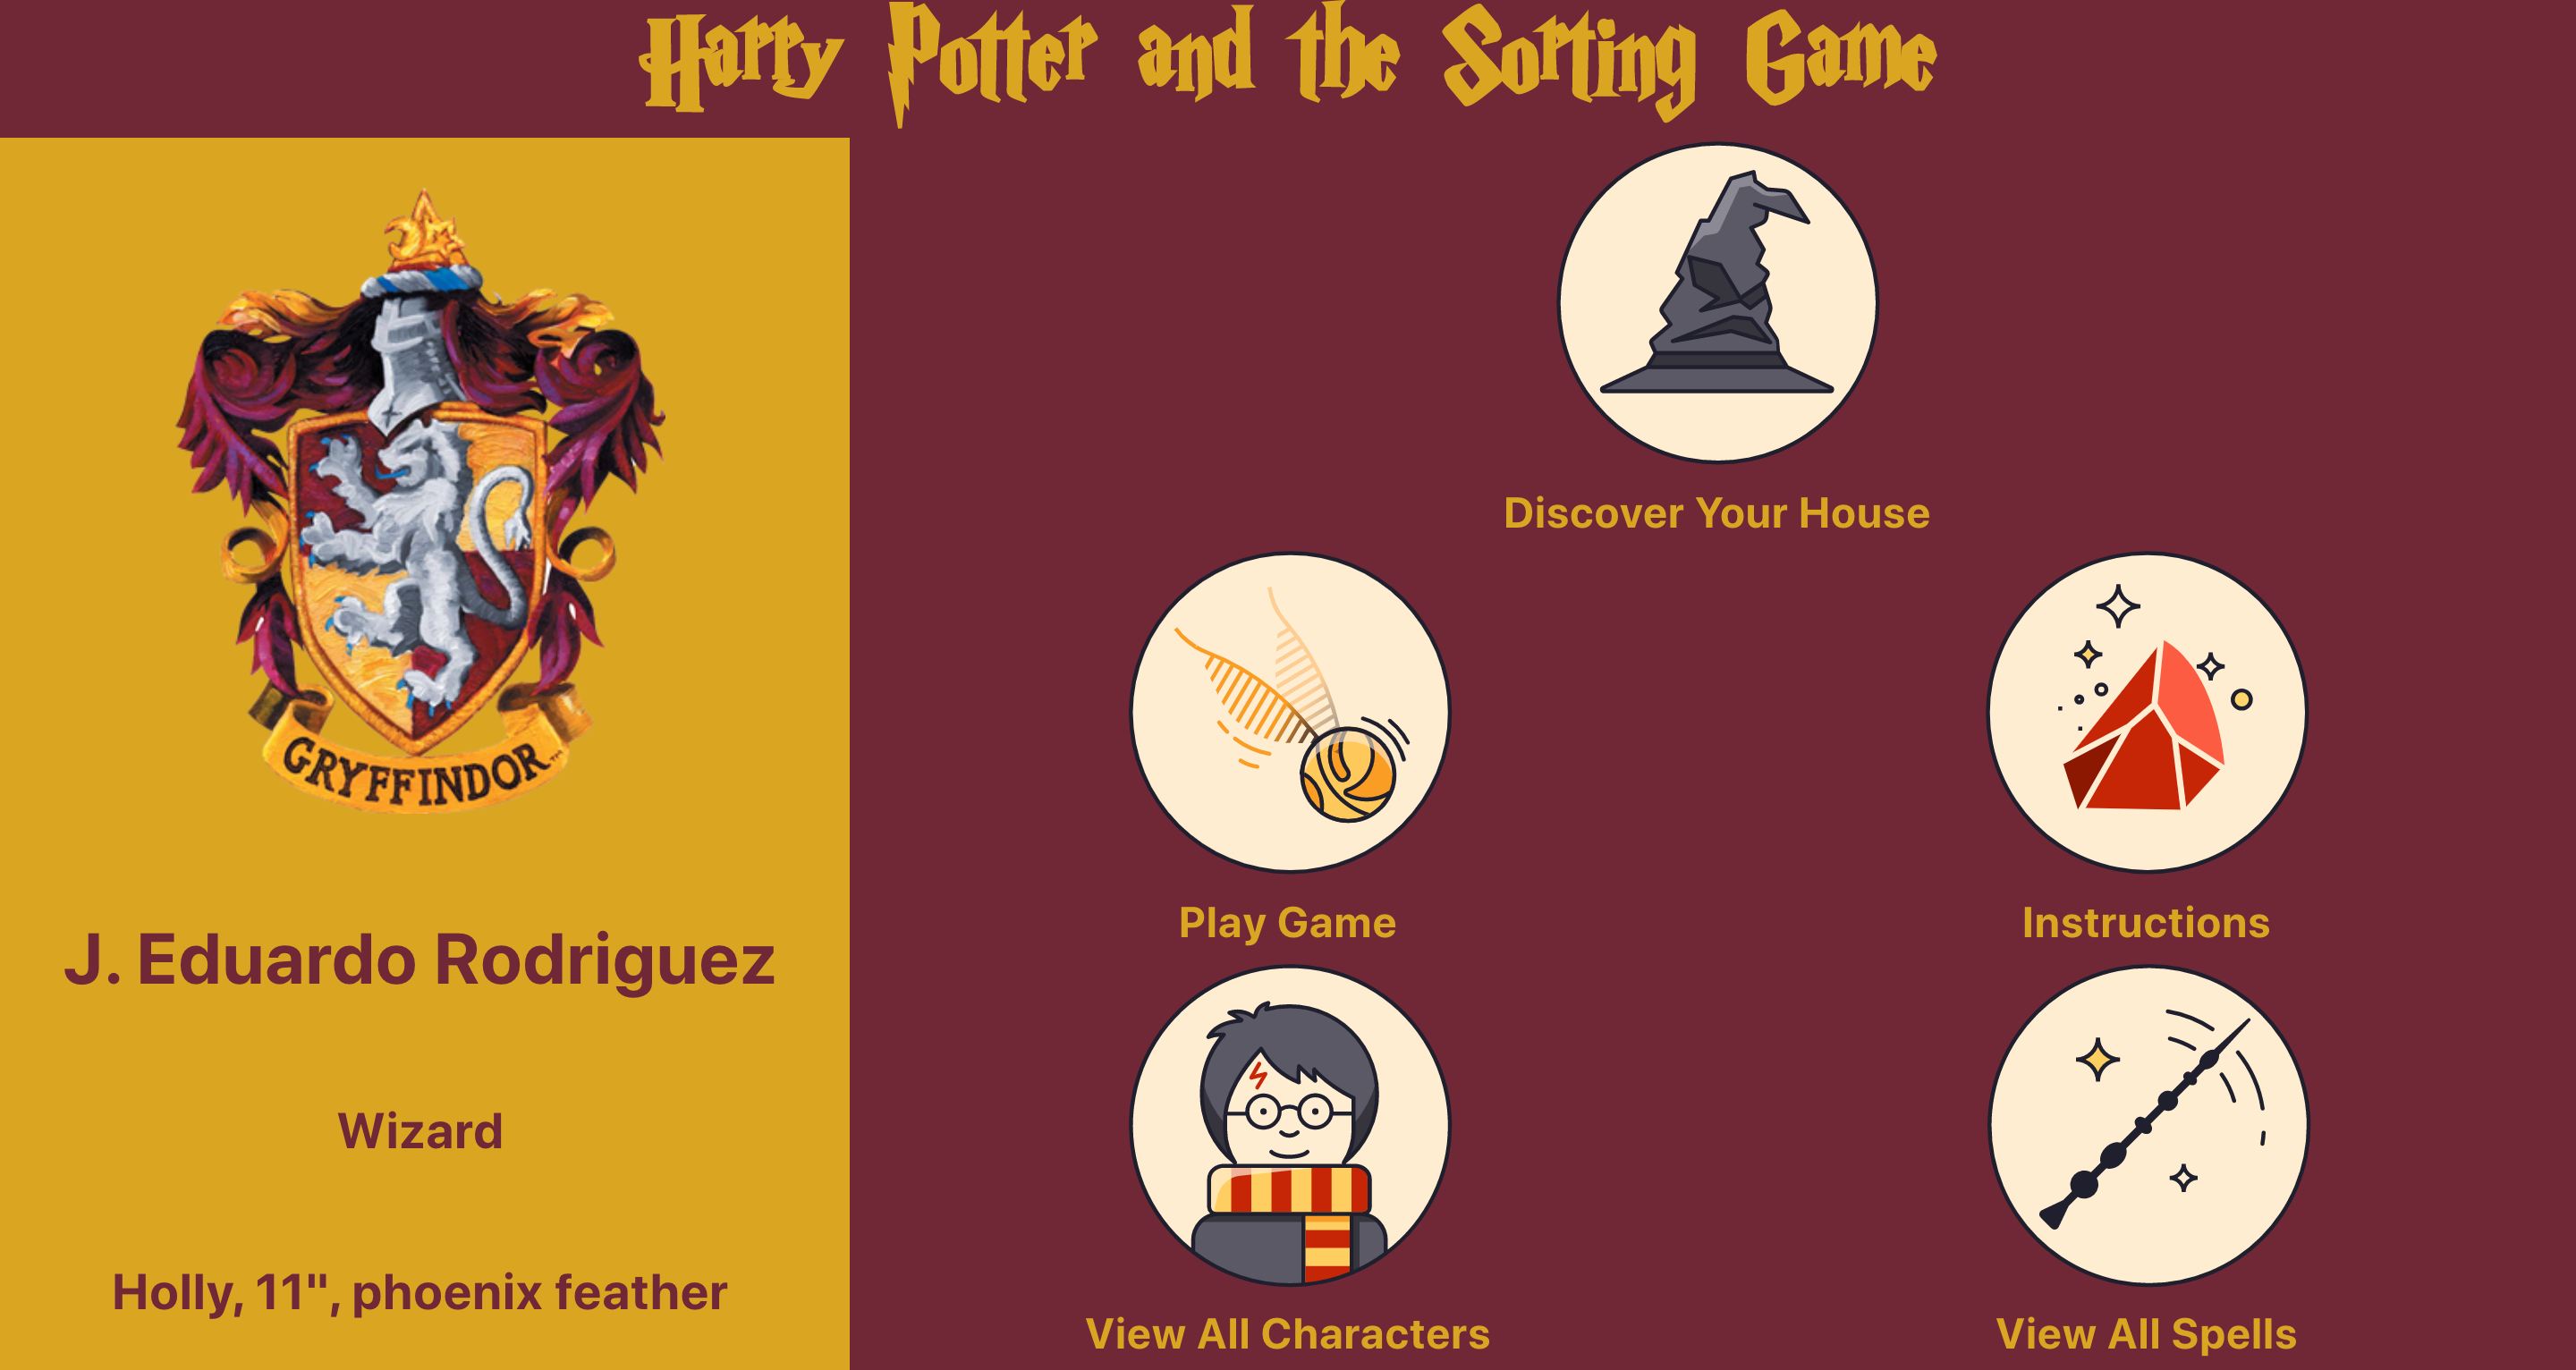 Harry Potter and the Sorting Game
GRYFFINDOR™
J. Eduardo Rodriguez
Wizard
Holly, 11", phoenix feather
Discover Your House
Play Game
Instructions
View All Characters
View All Spells